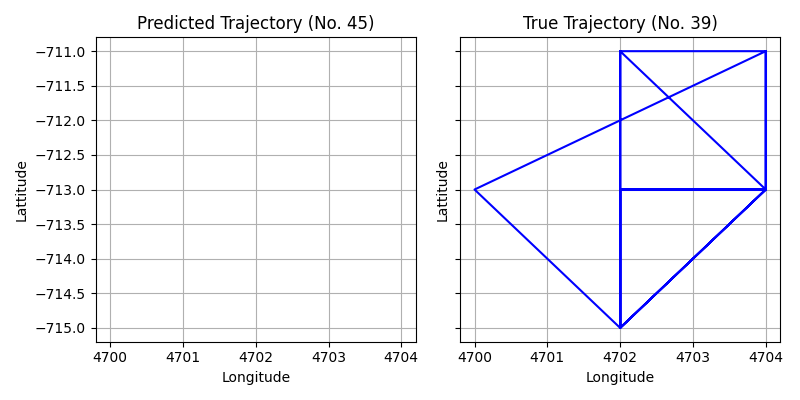 Predicted Trajectory (No. 45)
True Trajectory (No. 39)
Lattitude
−711.0
−711.5
−712.0
−712.5
−713.0
−713.5
−714.0
−714.5
−715.0
4700 4701 4702 4703 4704
Longitude
Lattitude
4700 4701 4702 4703 4704
Longitude